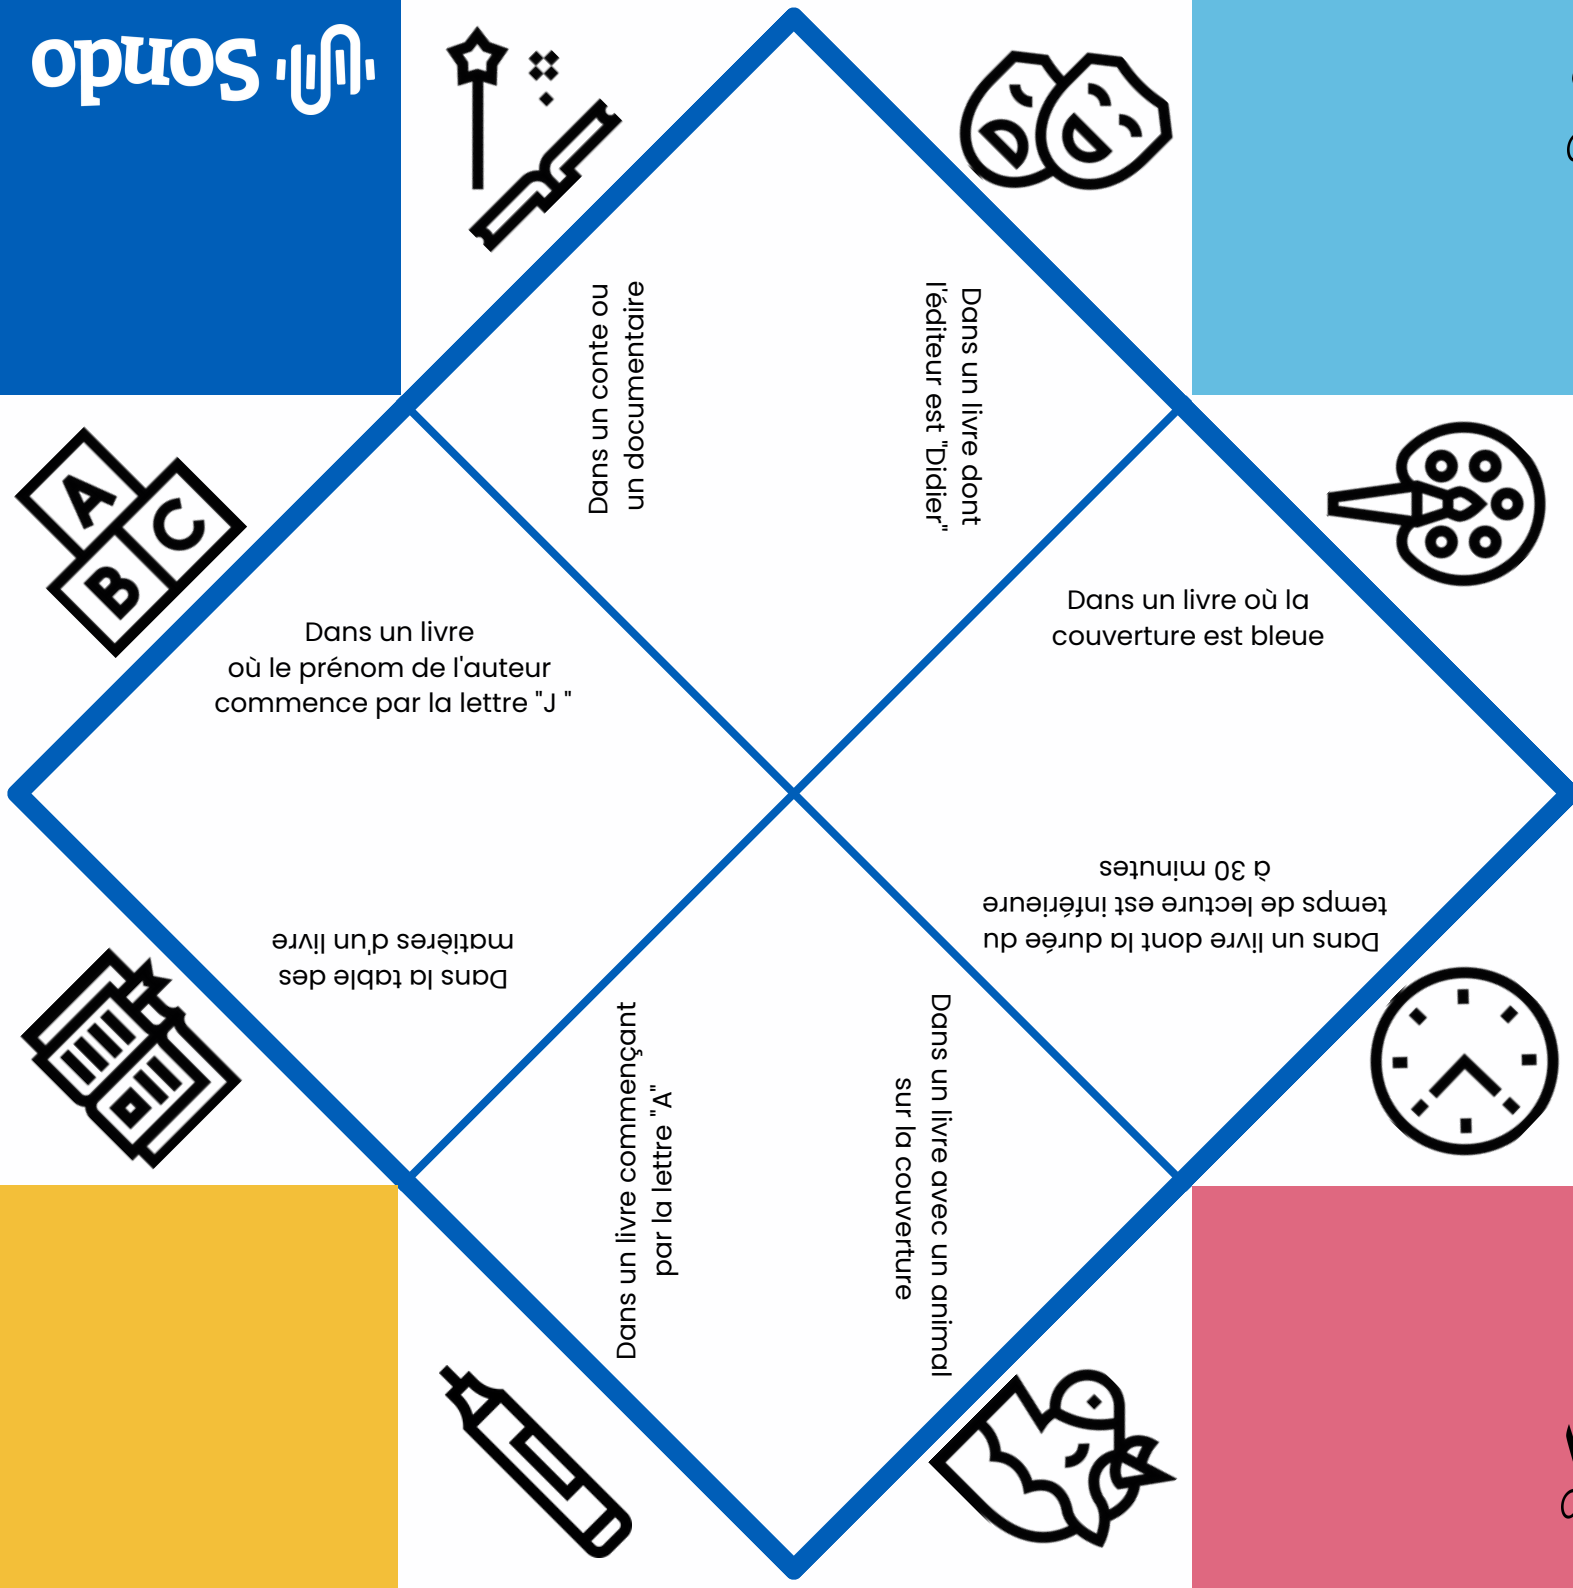 Sondo
Dans un conte ou
un documentaire
Dans un livre dont
l'éditeur est "Didier"
A
C
B
Dans un livre
où le prénom de l'auteur
commence par la lettre "J "
Dans un livre où la
couverture est bleue
Dans un livre dont la durée du
temps de lecture est inférieure
à 30 minutes
Dans la table des
matières d'un livre
Dans un livre commençant
par la lettre "A"
Dans un livre avec un animal
sur la couverture